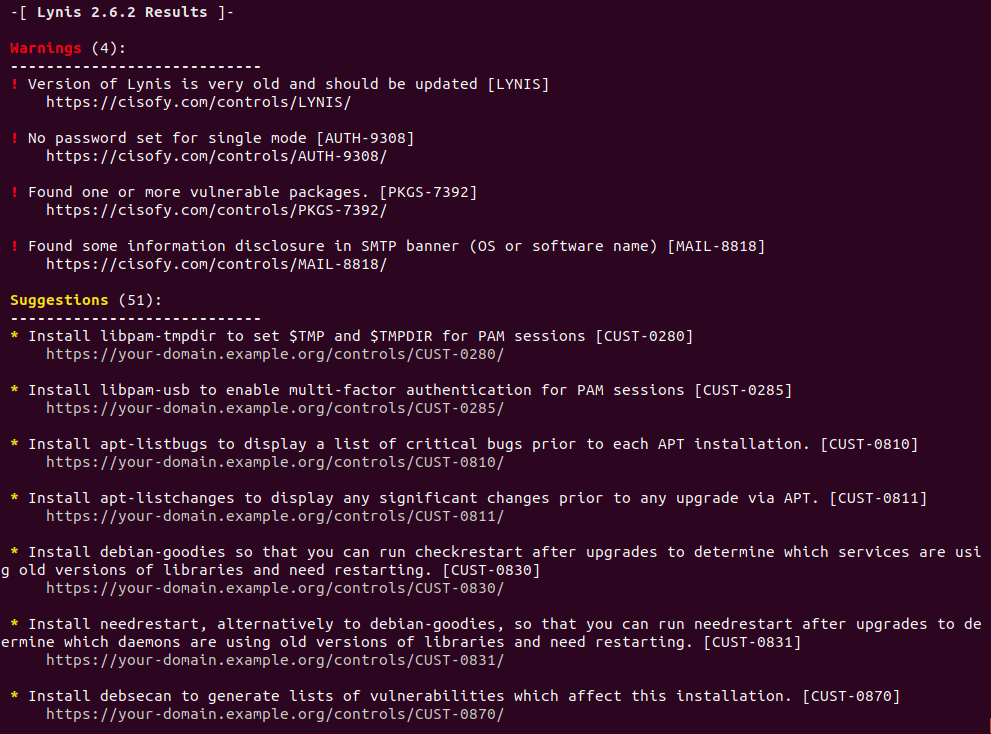 -[ Lynis 2.6.2 Results ]-
Warnings (4):
----------------------------
! Version of Lynis is very old and should be updated [LYNIS]
https://cisofy.com/controls/LYNIS/
! No password set for single mode [AUTH-9308]
https://cisofy.com/controls/AUTH-9308/
! Found one or more vulnerable packages. [PKGS-7392]
https://cisofy.com/controls/PKGS-7392/
! Found some information disclosure in SMTP banner (OS or software name) [MAIL-8818]
https://cisofy.com/controls/MAIL-8818/
Suggestions (51):
----------------------------
* Install libpam-tmpdir to set $TMP and $TMPDIR for PAM sessions [CUST-0280]
https://your-domain.example.org/controls/CUST-0280/
* Install libpam-usb to enable multi-factor authentication for PAM sessions [CUST-0285]
https://your-domain.example.org/controls/CUST-0285/
* Install apt-listbugs to display a list of critical bugs prior to each APT installation. [CUST-0810]
https://your-domain.example.org/controls/CUST-0810/
* Install apt-listchanges to display any significant changes prior to any upgrade via APT. [CUST-0811]
https://your-domain.example.org/controls/CUST-0811/
* Install debian-goodies so that you can run checkrestart after upgrades to determine which services are usi
g old versions of libraries and need restarting. [CUST-0830]
https://your-domain.example.org/controls/CUST-0830/
* Install needrestart, alternatively to debian-goodies, so that you can run needrestart after upgrades to de
ermine which daemons are using old versions of libraries and need restarting. [CUST-0831]
https://your-domain.example.org/controls/CUST-0831/
* Install debsecan to generate lists of vulnerabilities which affect this installation. [CUST-0870]
https://your-domain.example.org/controls/CUST-0870/